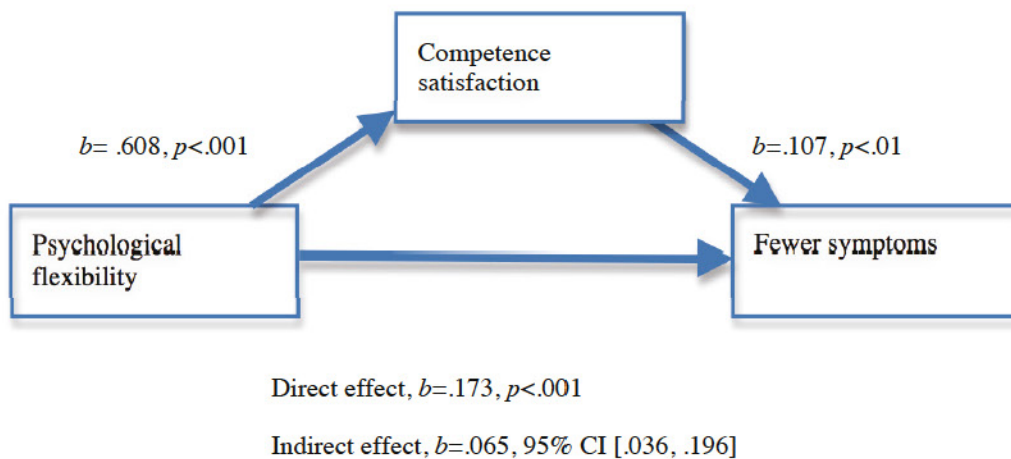 Competence
satisfaction
b= .608, p<.001
b=.107, p<.01
Psychological
flexibility
Fewer symptoms
Direct effect, b=.173, p<.001
Indirect effect, b=.065, 95% CI [.036, .196]